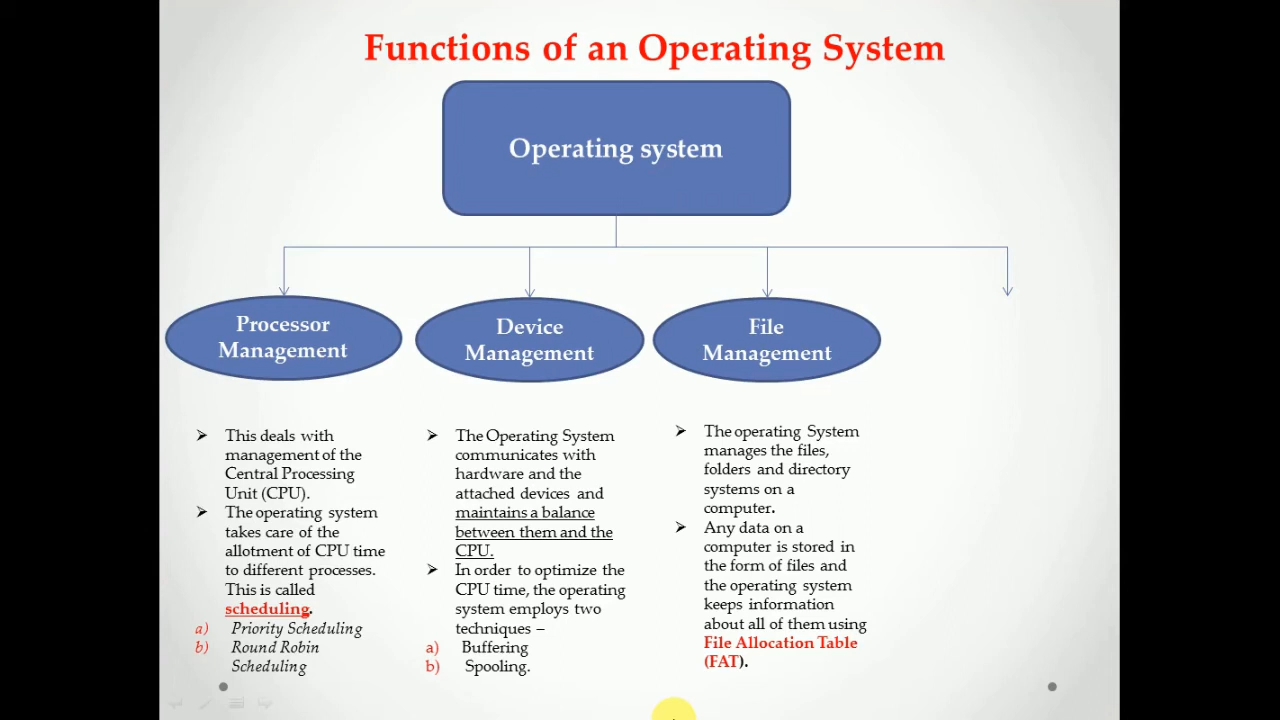 Functions of an Operating System
Operating system
Processor
Management
Device
Management
File
Management
➢ This deals with
management of the
Central Processing
Unit (CPU).
➢ The operating system
takes care of the
allotment of CPU time
to different processes.
This is called
scheduling.
a) Priority Scheduling
b) Round Robin
Scheduling
➢ The Operating System
communicates with
hardware and the
attached devices and
maintains a balance
between them and the
CPU.
➢ In order to optimize the
CPU time, the operating
system employs two
techniques –
a) Buffering
b) Spooling.
➢ The operating System
manages the files,
folders and directory
systems on a
computer.
➢ Any data on a
computer is stored in
the form of files and
the operating system
keeps information
about all of them using
File Allocation Table
(FAT).